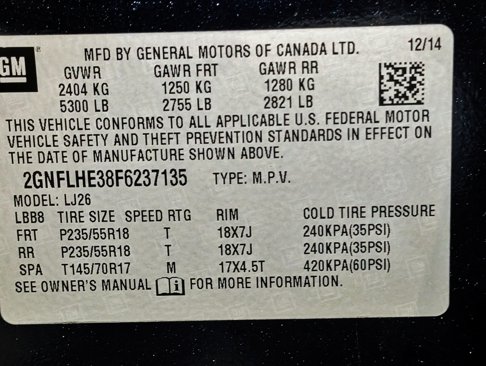 GM
MFD BY GENERAL MOTORS OF CANADA LTD. 12/14
GVWR GAWR FRT GAWR RR
2404 KG 1250 KG 1280 KG
5300 LB 2755 LB 2821 LB
THIS VEHICLE CONFORMS TO ALL APPLICABLE U.S. FEDERAL MOTOR
VEHICLE SAFETY AND THEFT PREVENTION STANDARDS IN EFFECT ON
THE DATE OF MANUFACTURE SHOWN ABOVE.
2GNFLHE38F6237135 TYPE: M.P.V.
MODEL: LJ26
LBB8 TIRE SIZE SPEED RTG RIM COLD TIRE PRESSURE
FRT P235/55R18 T 18X7J 240KPA(35PSI)
RR P235/55R18 T 18X7J 240KPA(35PSI)
SPA T145/70R17 M 17X4.5T 420KPA(60PSI)
SEE OWNER'S MANUAL FOR MORE INFORMATION.